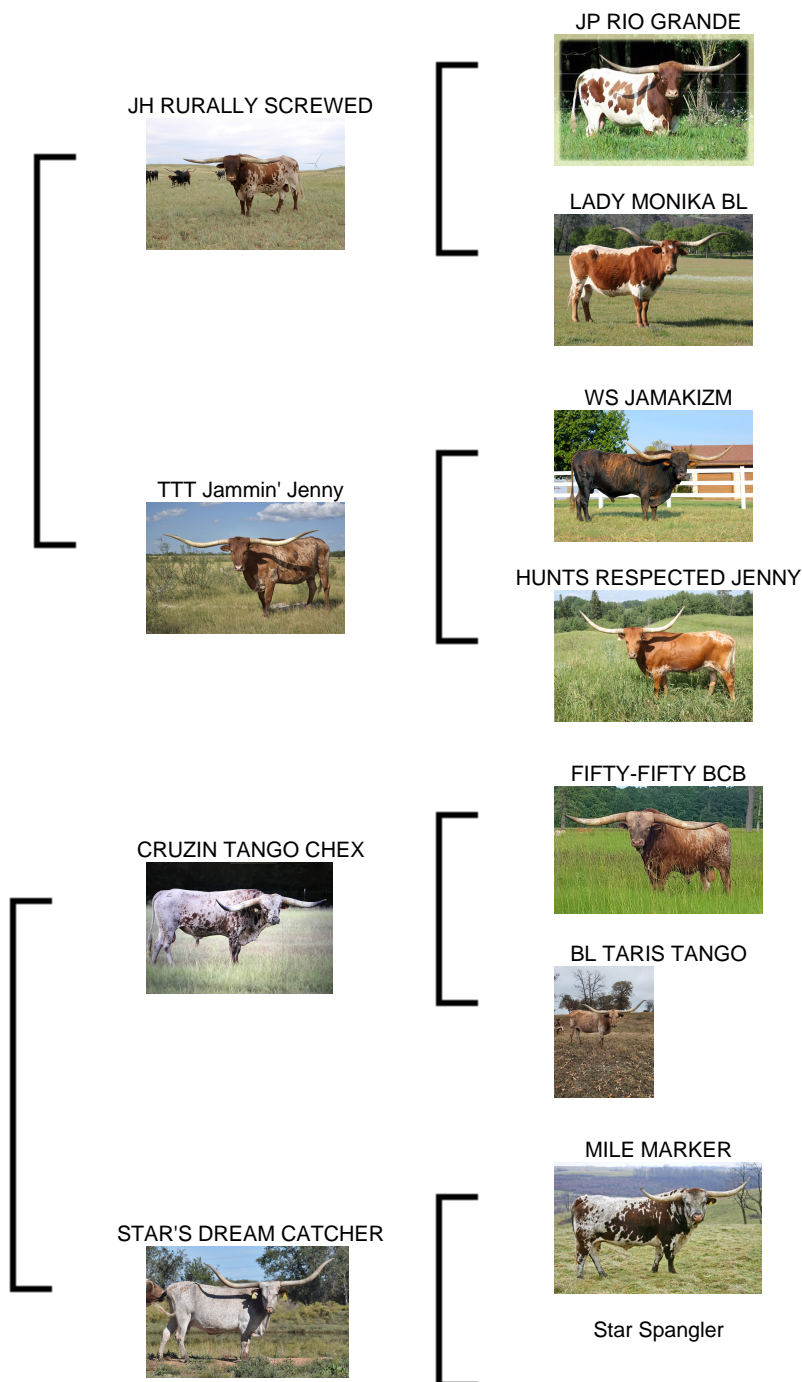 JP RIO GRANDE
JH RURALLY SCREWED
LADY MONIKA BL
WS JAMAKIZM
TTT Jammin' Jenny
HUNTS RESPECTED JENNY
FIFTY-FIFTY BCB
CRUZIN TANGO CHEX
BL TARIS TANGO
MILE MARKER
STAR'S DREAM CATCHER
Star Spangler